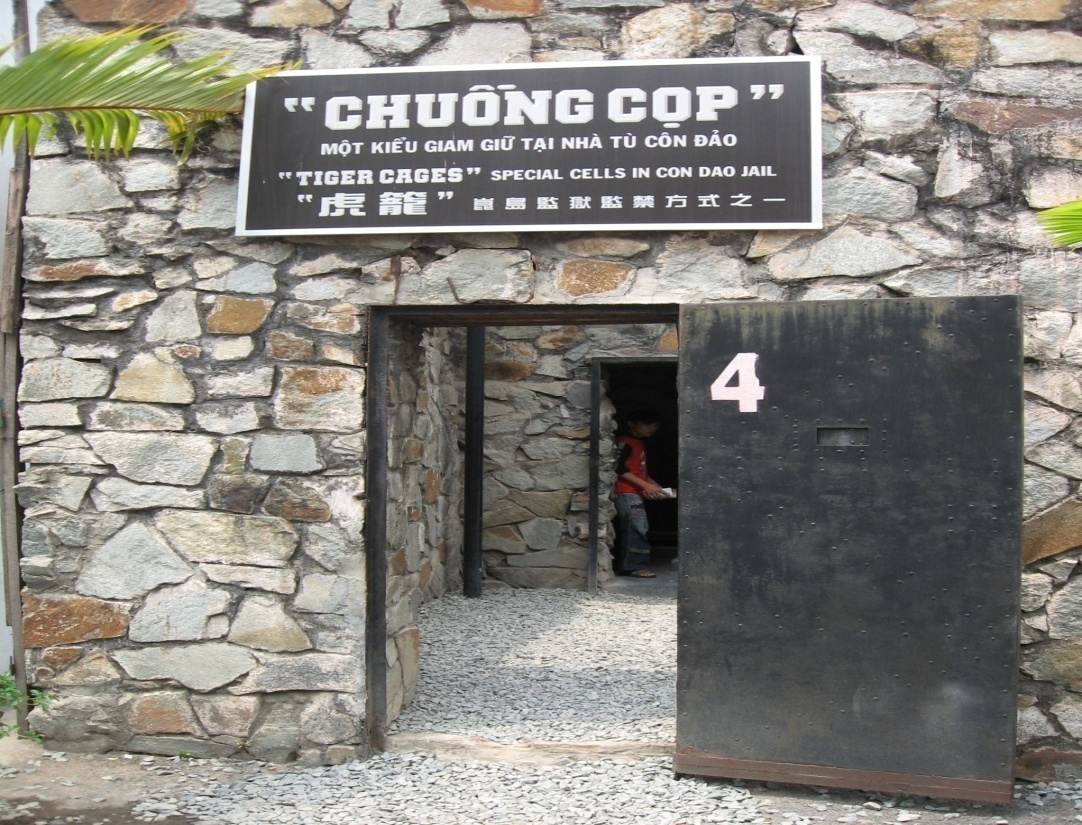 “CHUỒNG CỌP”
MỘT KIỂU GIAM GIỮ TẠI NHÀ TÙ CÔN ĐẢO
“TIGER CAGES” SPECIAL CELLS IN CON DAO JAIL
“虎籠” 崑島監獄監禁方式之一
4